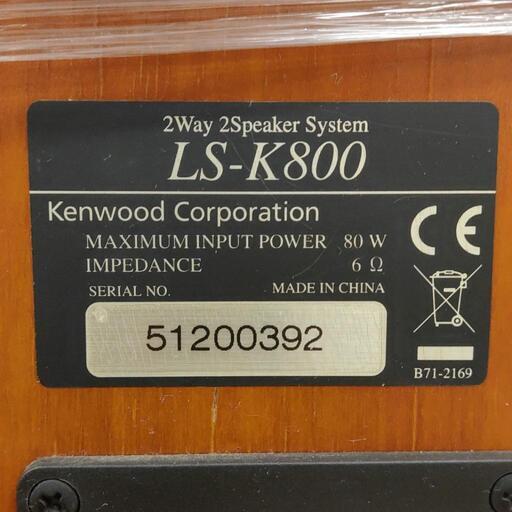 2Way 2Speaker System
LS-K800
Kenwood Corporation
MAXIMUM INPUT POWER 80 W
IMPEDANCE 6 Ω
SERIAL NO. MADE IN CHINA
51200392
CE
B71-2169